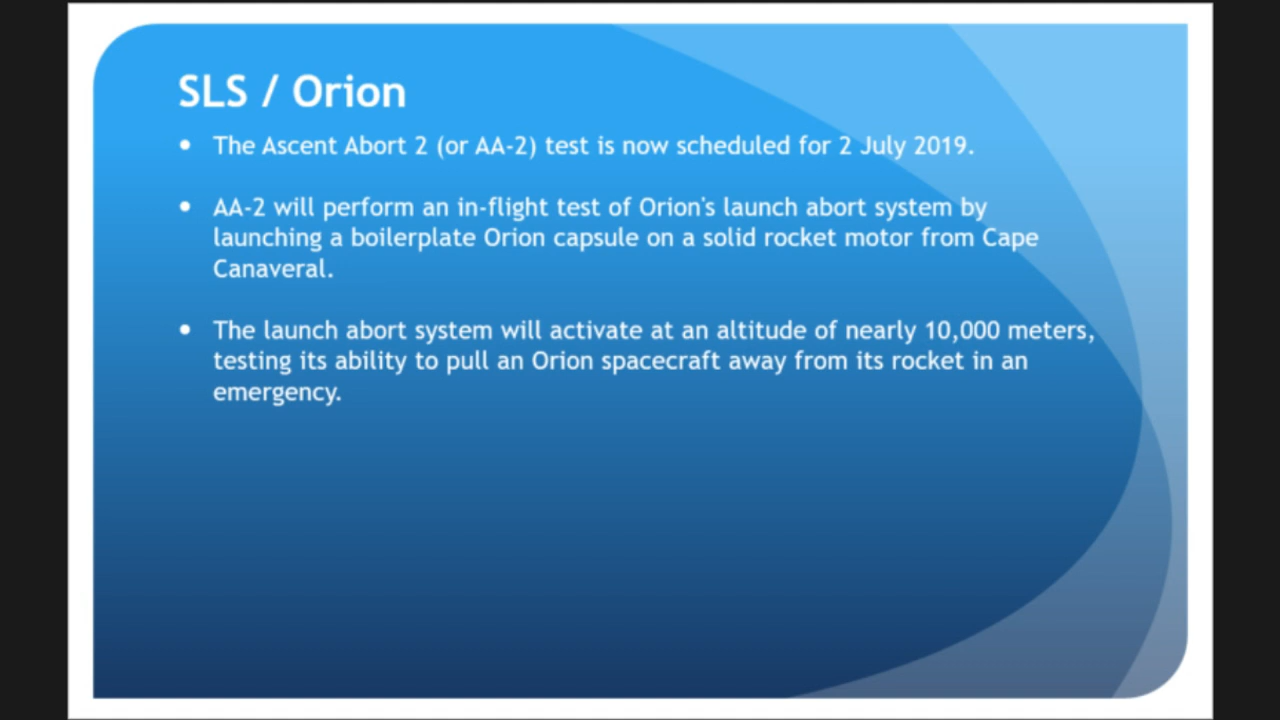 SLS / Orion
• The Ascent Abort 2 (or AA-2) test is now scheduled for 2 July 2019.
• AA-2 will perform an in-flight test of Orion's launch abort system by
launching a boilerplate Orion capsule on a solid rocket motor from Cape
Canaveral.
• The launch abort system will activate at an altitude of nearly 10,000 meters,
testing its ability to pull an Orion spacecraft away from its rocket in an
emergency.